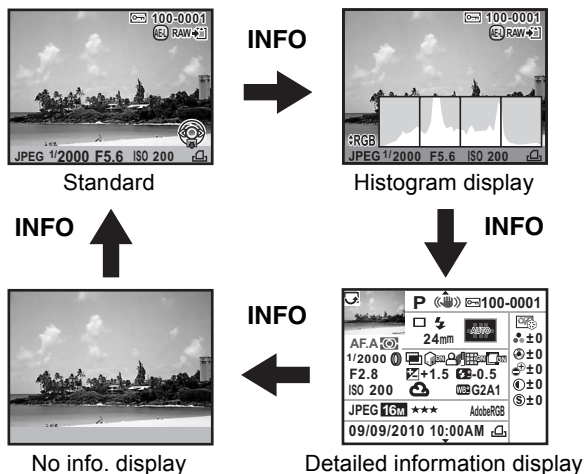 100-0001
AE-L RAW
JPEG 1/2000 F5.6 ISO 200
Standard
INFO
100-0001
AE-L RAW
RGB
JPEG 1/2000 F5.6 ISO 200
Histogram display
INFO
INFO
P 100-0001
24mm AUTO
AF.A
±0
1/2000 ±0
F2.8 +1.5 -0.5 ±0
ISO 200 WB± G2A1 ±0
S ±0
JPEG 16M ★★★ AdobeRGB
09/09/2010 10:00AM
Detailed information display
INFO
No info. display